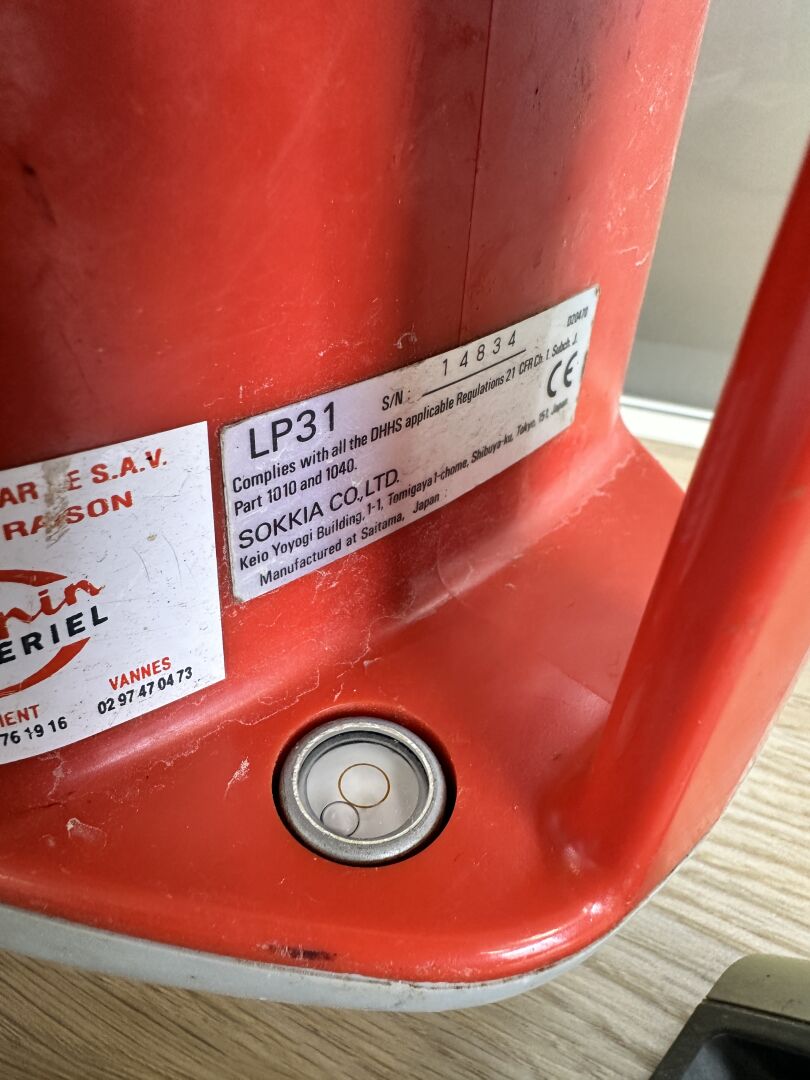 S/N : 14834
D20470
LP31
Complies with all the DHHS applicable Regulations 21 CFR Ch. I. Subch. J.
Part 1010 and 1040.
CE
SOKKIA CO., LTD.
Keio Yoyogi Building, 1-1, Tomigaya 1-chome, Shibuya-ku, Tokyo, 151, Japan
Manufactured at Saitama, Japan
S.A.V.
ERIEL
VANNES
76 19 16
02 97 47 04 73